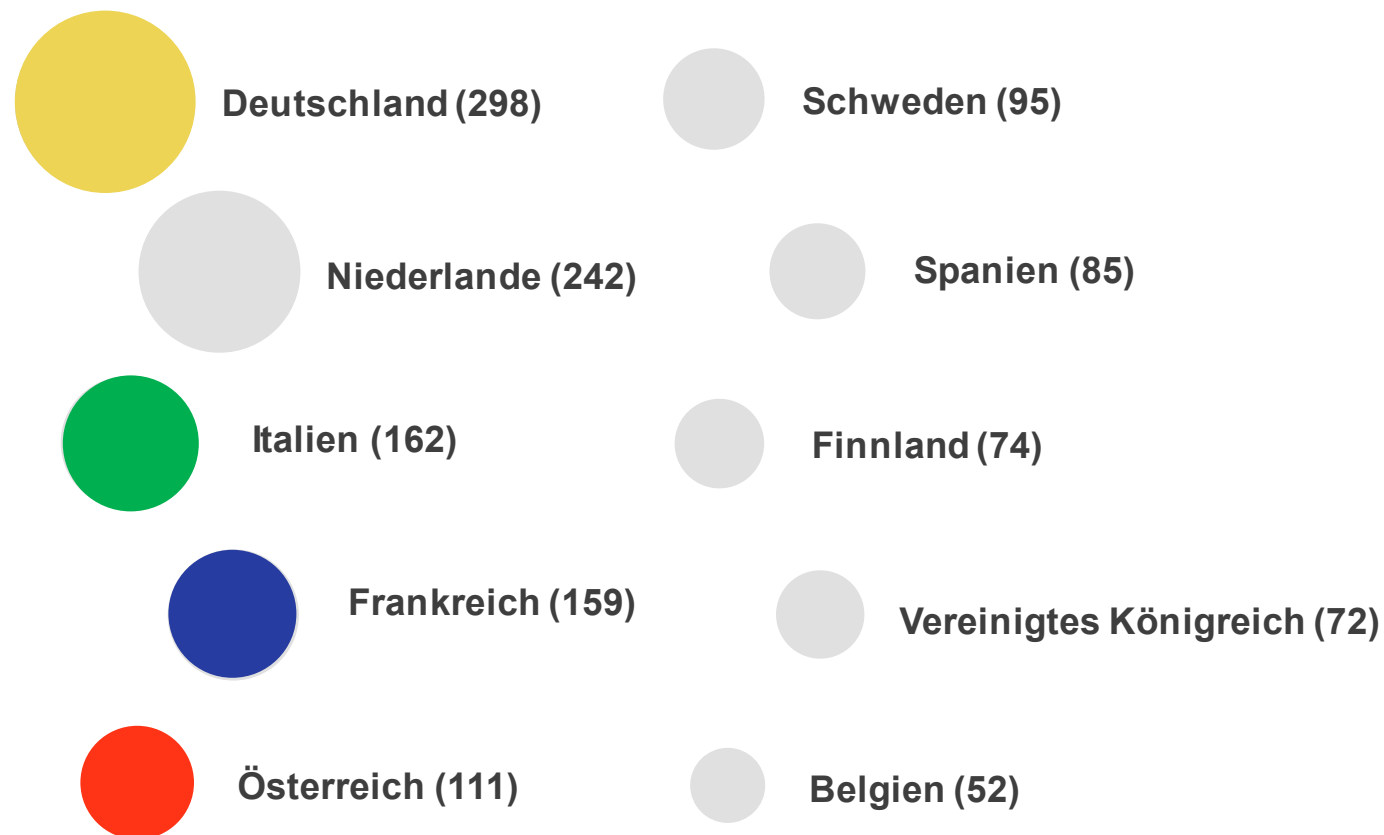 Deutschland (298)
Niederlande (242)
Italien (162)
Frankreich (159)
Österreich (111)
Schweden (95)
Spanien (85)
Finnland (74)
Vereinigtes Königreich (72)
Belgien (52)